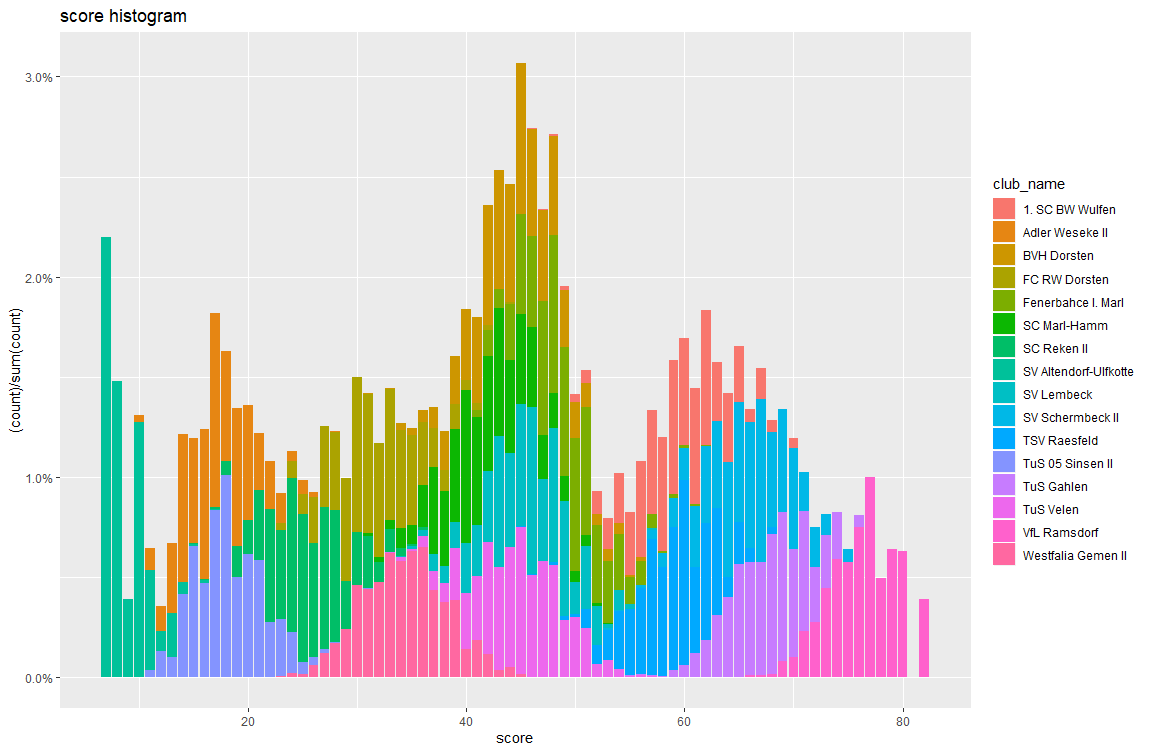 score histogram
3.0%
2.0%
1.0%
0.0%
(count)/sum(count)
20
40
60
80
score
club_name
1. SC BW Wulfen
Adler Weseke II
BVH Dorsten
FC RW Dorsten
Fenerbahce I. Marl
SC Marl-Hamm
SC Reken II
SV Altendorf-Ulfkotte
SV Lembeck
SV Schermbeck II
TSV Raesfeld
TuS 05 Sinsen II
TuS Gahlen
TuS Velen
VfL Ramsdorf
Westfalia Gemen II